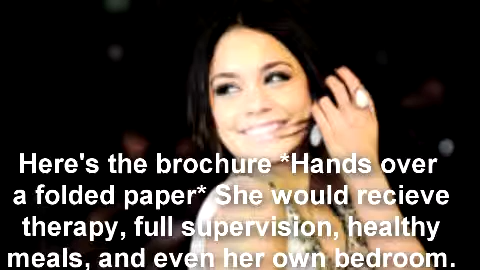 Here's the brochure *Hands over
a folded paper* She would recieve
therapy, full supervision, healthy
meals, and even her own bedroom.